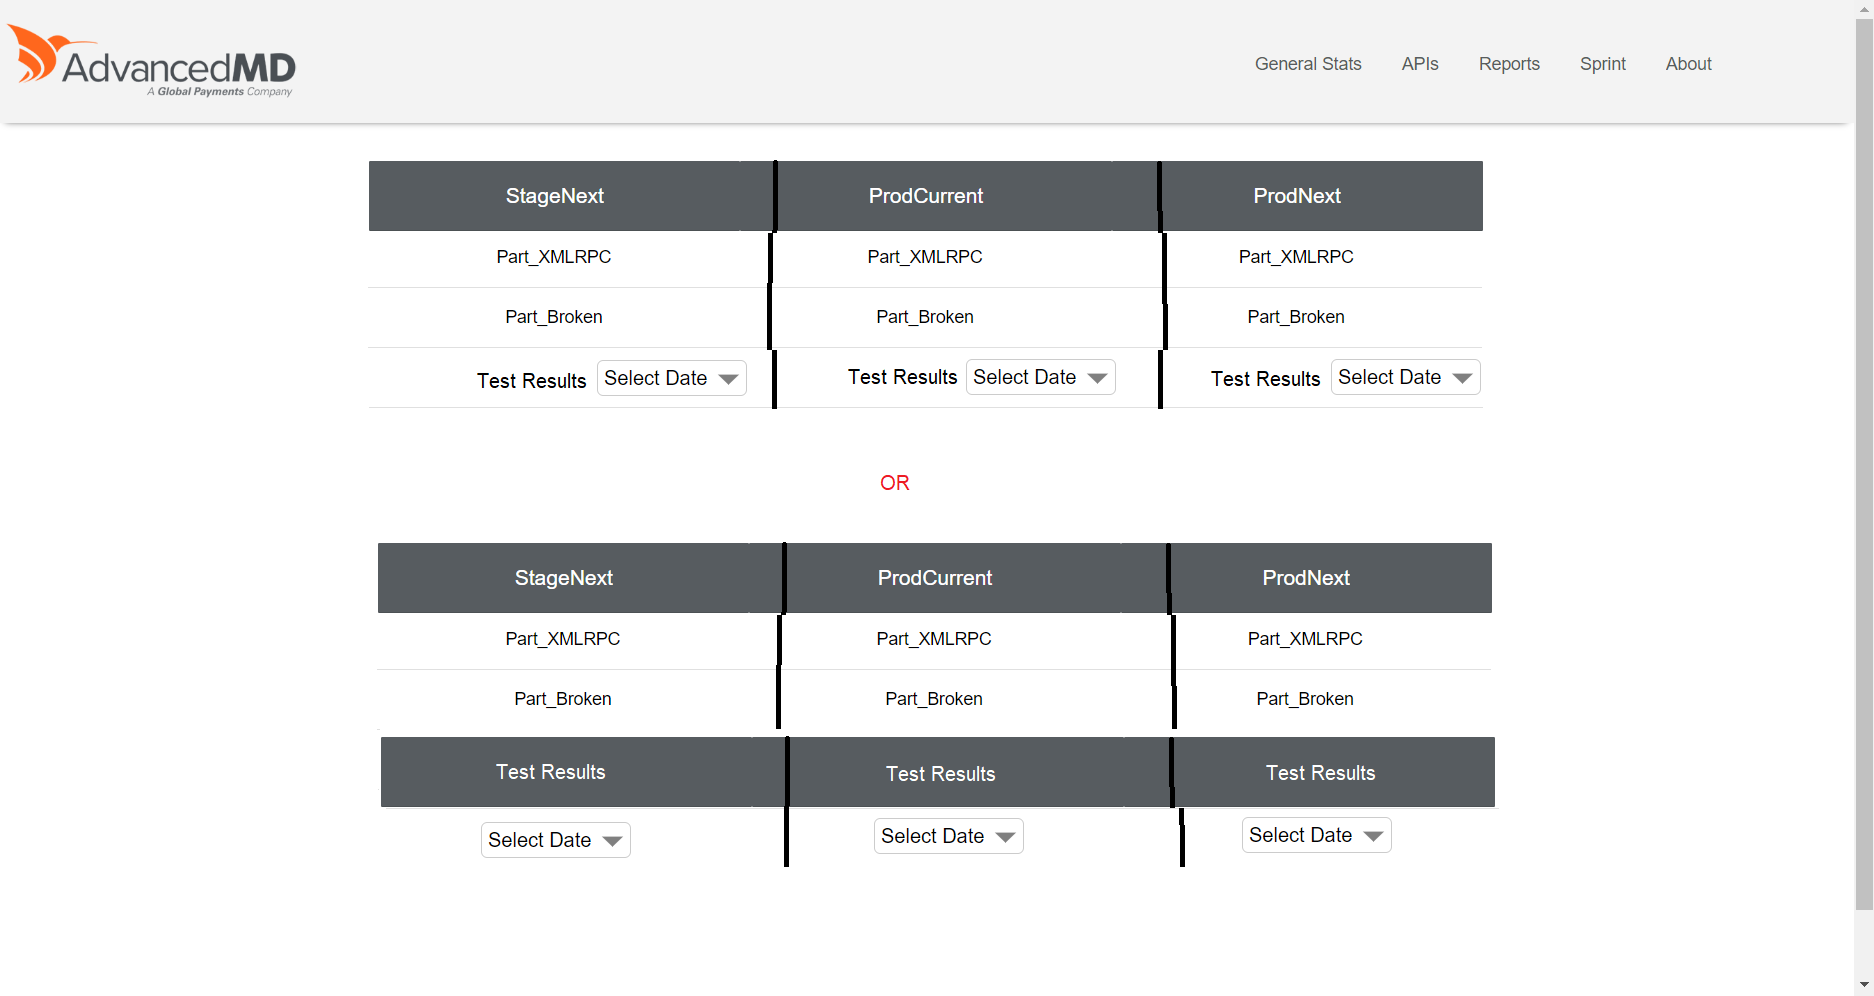 AdvancedMD
A Global Payments Company
General Stats APIs Reports Sprint About
StageNext ProdCurrent ProdNext
Part_XMLRPC Part_XMLRPC Part_XMLRPC
Part_Broken Part_Broken Part_Broken
Test Results Select Date Test Results Select Date Test Results Select Date
OR
StageNext ProdCurrent ProdNext
Part_XMLRPC Part_XMLRPC Part_XMLRPC
Part_Broken Part_Broken Part_Broken
Test Results Test Results Test Results
Select Date Select Date Select Date